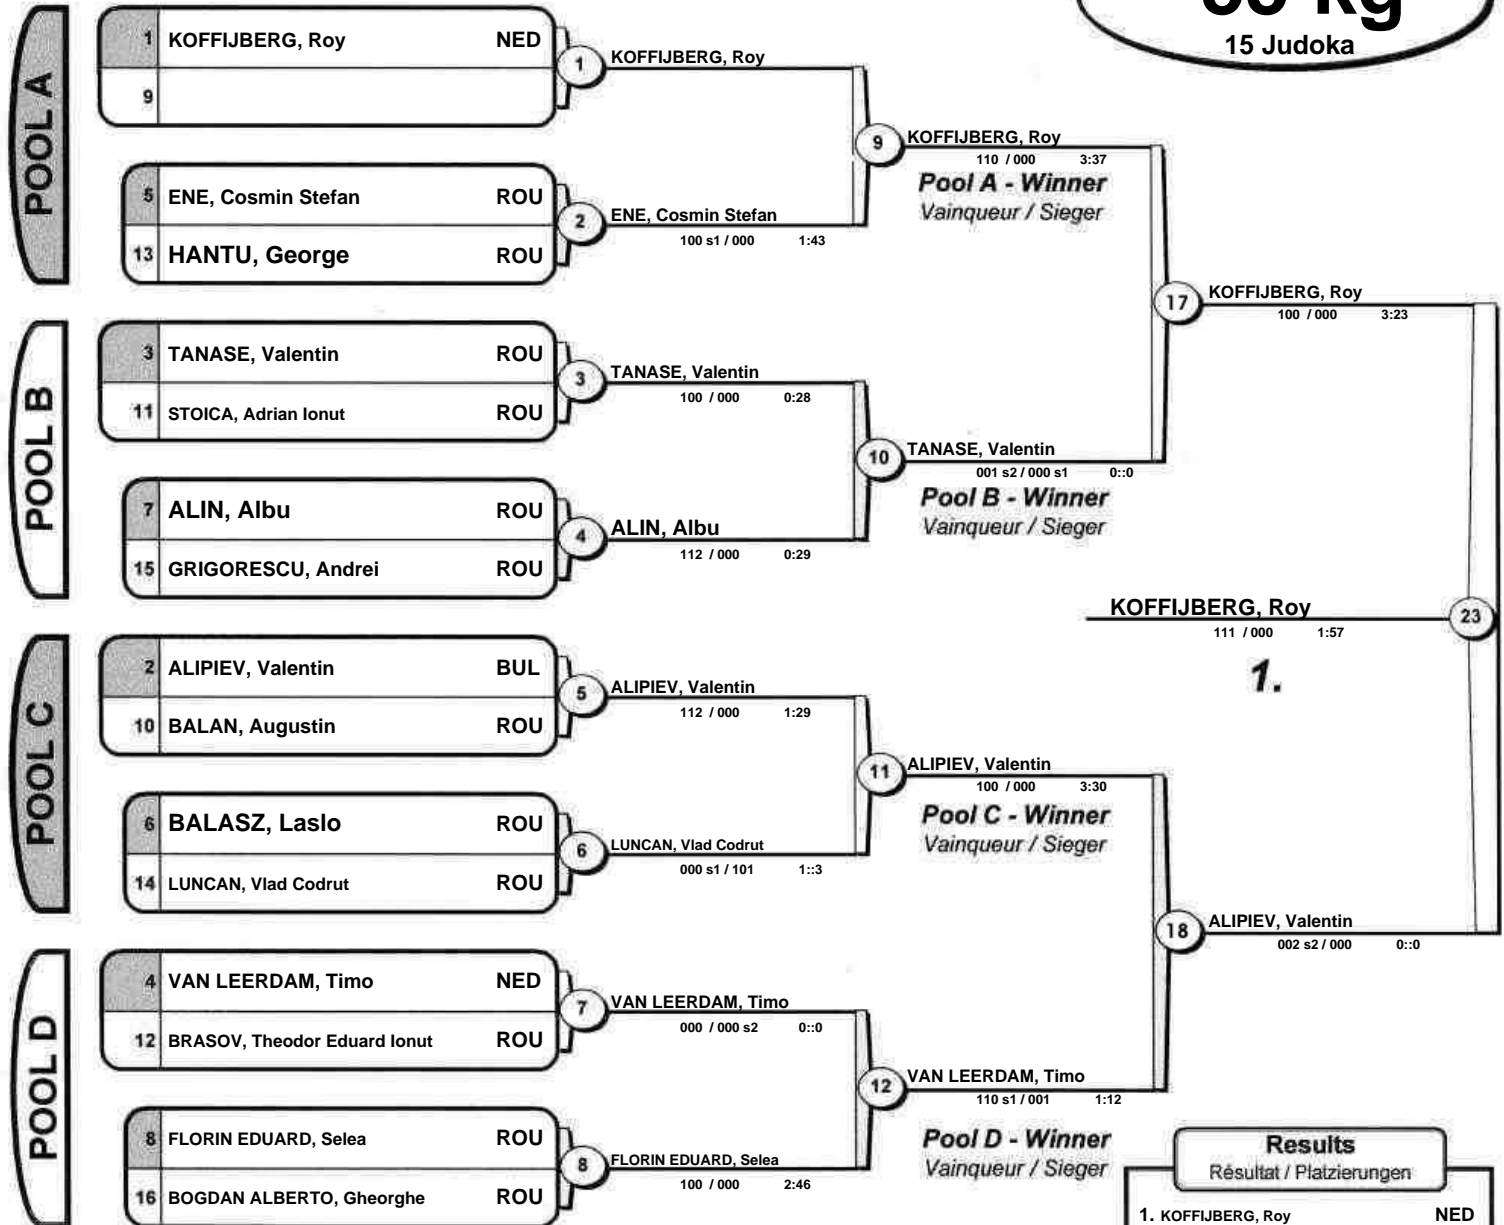 15 Judoka
POOL A
1 KOFFIJBERG, Roy NED
9
1
KOFFIJBERG, Roy
5 ENE, Cosmin Stefan ROU
13 HANTU, George ROU
2
ENE, Cosmin Stefan
100 s1 / 000 1:43
9
KOFFIJBERG, Roy
110 / 000 3:37
Pool A - Winner
Vainqueur / Sieger
POOL B
3 TANASE, Valentin ROU
11 STOICA, Adrian Ionut ROU
3
TANASE, Valentin
100 / 000 0:28
7 ALIN, Albu ROU
15 GRIGORESCU, Andrei ROU
4
ALIN, Albu
112 / 000 0:29
10
TANASE, Valentin
001 s2 / 000 s1 0::0
Pool B - Winner
Vainqueur / Sieger
17
KOFFIJBERG, Roy
100 / 000 3:23
KOFFIJBERG, Roy
111 / 000 1:57
23
1.
POOL C
2 ALIPIEV, Valentin BUL
10 BALAN, Augustin ROU
5
ALIPIEV, Valentin
112 / 000 1:29
6 BALASZ, Laslo ROU
14 LUNCAN, Vlad Codrut ROU
6
LUNCAN, Vlad Codrut
000 s1 / 101 1::3
11
ALIPIEV, Valentin
100 / 000 3:30
Pool C - Winner
Vainqueur / Sieger
18
ALIPIEV, Valentin
002 s2 / 000 0::0
POOL D
4 VAN LEERDAM, Timo NED
12 BRASOV, Theodor Eduard Ionut ROU
7
VAN LEERDAM, Timo
000 / 000 s2 0::0
8 FLORIN EDUARD, Selea ROU
16 BOGDAN ALBERTO, Gheorghe ROU
8
FLORIN EDUARD, Selea
100 / 000 2:46
12
VAN LEERDAM, Timo
110 s1 / 001 1:12
Pool D - Winner
Vainqueur / Sieger
Results
Résultat / Platzierungen
1. KOFFIJBERG, Roy NED